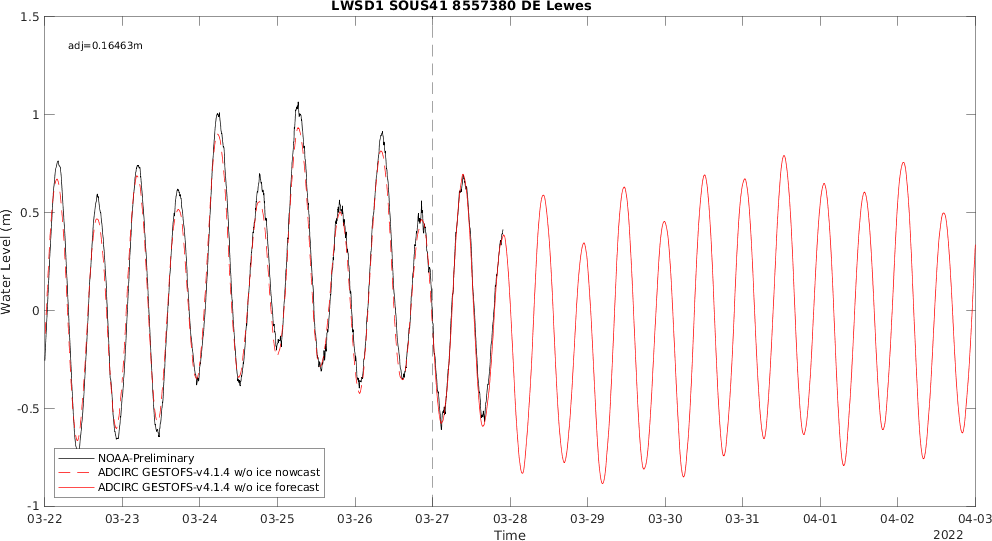 LWSD1 SOUS41 8557380 DE Lewes
adj=0.16463m
Water Level (m)
1.5
1
0.5
0
-0.5
-1
NOAA-Preliminary
ADCIRC GESTOFS-v4.1.4 w/o ice nowcast
ADCIRC GESTOFS-v4.1.4 w/o ice forecast
03-22 03-23 03-24 03-25 03-26 03-27 03-28 03-29 03-30 03-31 04-01 04-02 04-03
Time
2022